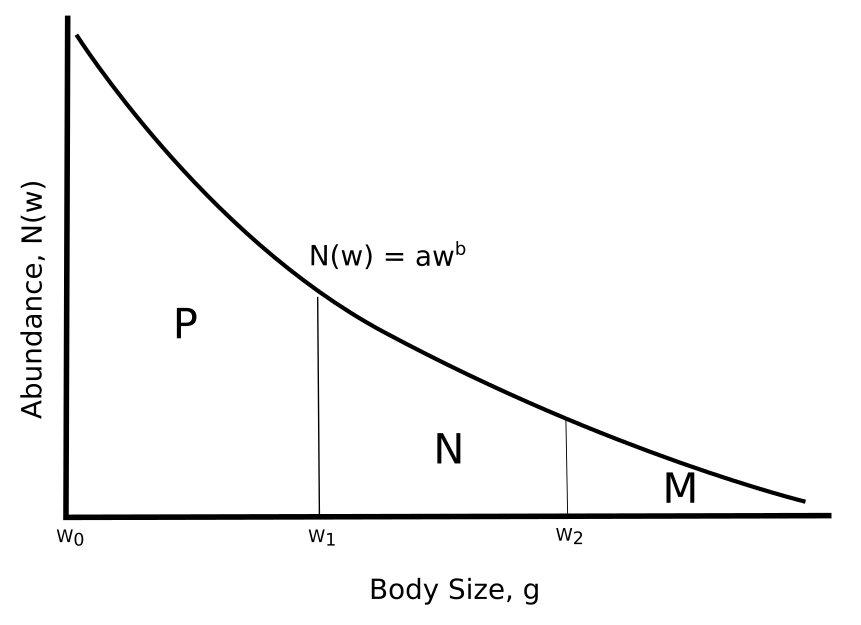 Abundance, N(w)
N(w) = aw^b
P
N
M
w₀
w₁
w₂
Body Size, g